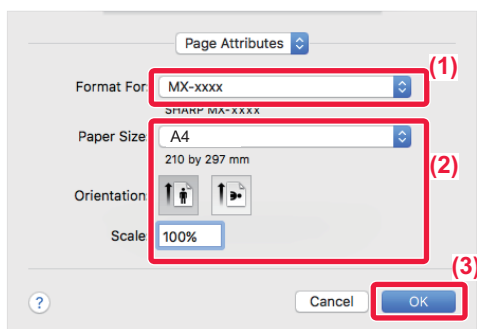 Page Attributes
(1)
Format For: MX-xxxx
SHARP MX-xxxx
Paper Size: A4
210 by 297 mm
(2)
Orientation:
Scale: 100%
(3)
? Cancel OK